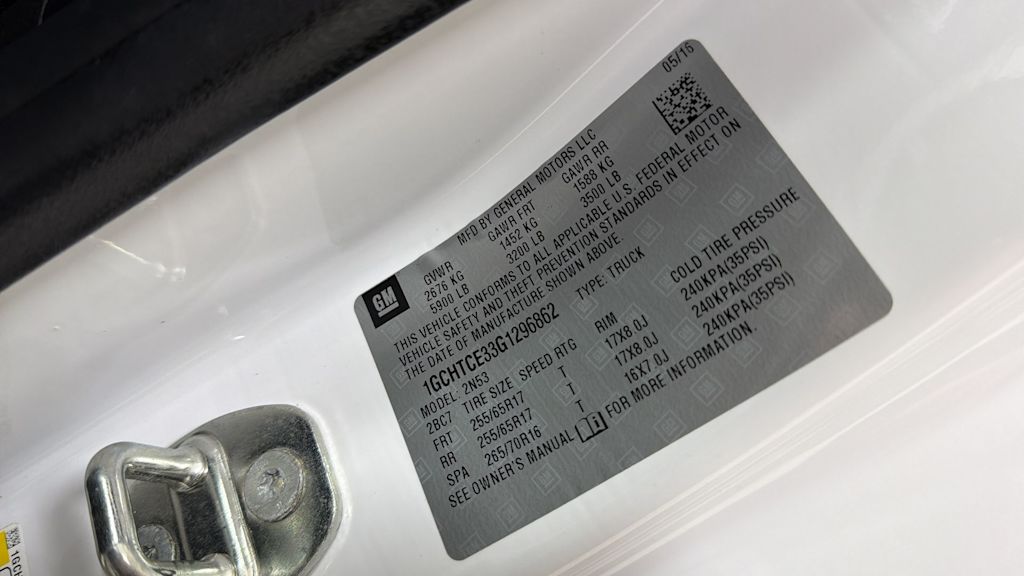 05/16
MFD BY GENERAL MOTORS LLC
GM
GVWR GAWR FRT GAWR RR
2676 KG 1452 KG 1588 KG
5900 LB 3200 LB 3500 LB
THIS VEHICLE CONFORMS TO ALL APPLICABLE U.S. FEDERAL MOTOR
VEHICLE SAFETY AND THEFT PREVENTION STANDARDS IN EFFECT ON
THE DATE OF MANUFACTURE SHOWN ABOVE
1GCHTCE33G1296862 TYPE: TRUCK
MODEL: 2N53
2BCT TIRE SIZE SPEED RTG RIM COLD TIRE PRESSURE
FRT 255/65R17 T 17X8.0J 240KPA(35PSI)
RR 255/65R17 T 17X8.0J 240KPA(35PSI)
SPA 265/70R16 T 16X7.0J 240KPA(35PSI)
SEE OWNER'S MANUAL FOR MORE INFORMATION.
1GCH